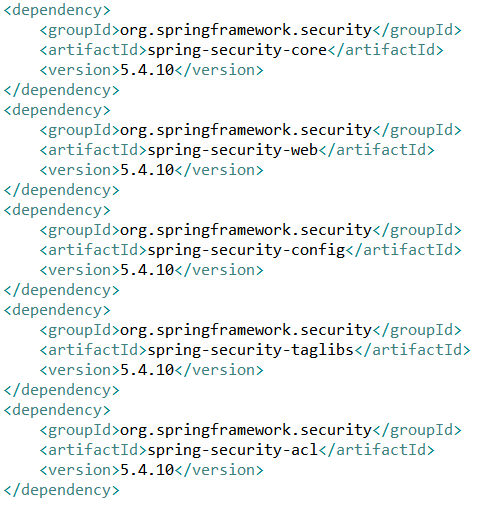 <dependency>
    <groupId>org.springframework.security</groupId>
    <artifactId>spring-security-core</artifactId>
    <version>5.4.10</version>
</dependency>
<dependency>
    <groupId>org.springframework.security</groupId>
    <artifactId>spring-security-web</artifactId>
    <version>5.4.10</version>
</dependency>
<dependency>
    <groupId>org.springframework.security</groupId>
    <artifactId>spring-security-config</artifactId>
    <version>5.4.10</version>
</dependency>
<dependency>
    <groupId>org.springframework.security</groupId>
    <artifactId>spring-security-taglibs</artifactId>
    <version>5.4.10</version>
</dependency>
<dependency>
    <groupId>org.springframework.security</groupId>
    <artifactId>spring-security-acl</artifactId>
    <version>5.4.10</version>
</dependency>